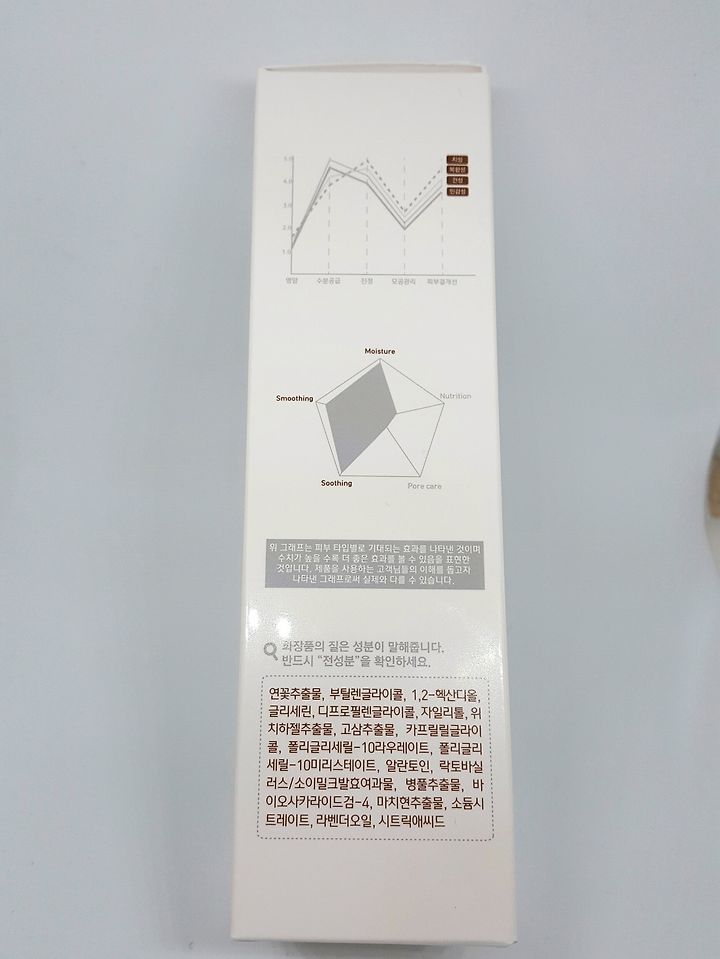 5.0
4.0
3.0
2.0
1.0
지성
복합성
건성
민감성
영양 수분공급 진정 모공관리 피부결개선
Moisture
Smoothing
Nutrition
Soothing
Pore care
위 그래프는 피부 타입별로 기대되는 효과를 나타낸 것이며
수치가 높을 수록 더 좋은 효과를 볼 수 있음을 표현한
것입니다. 제품을 사용하는 고객님들의 이해를 돕고자
나타낸 그래프로써 실제와 다를 수 있습니다.
화장품의 질은 성분이 말해줍니다.
반드시 “전성분”을 확인하세요.
연꽃추출물, 부틸렌글라이콜, 1,2-헥산디올,
글리세린, 디프로필렌글라이콜, 자일리톨, 위
치하젤추출물, 고삼추출물, 카프릴릴글라이
콜, 폴리글리세릴-10라우레이트, 폴리글리
세릴-10미리스테이트, 알란토인, 락토바실
러스/소이밀크발효여과물, 병풀추출물, 바
이오사카라이드검-4, 마치현추출물, 소듐시
트레이트, 라벤더오일, 시트릭애씨드